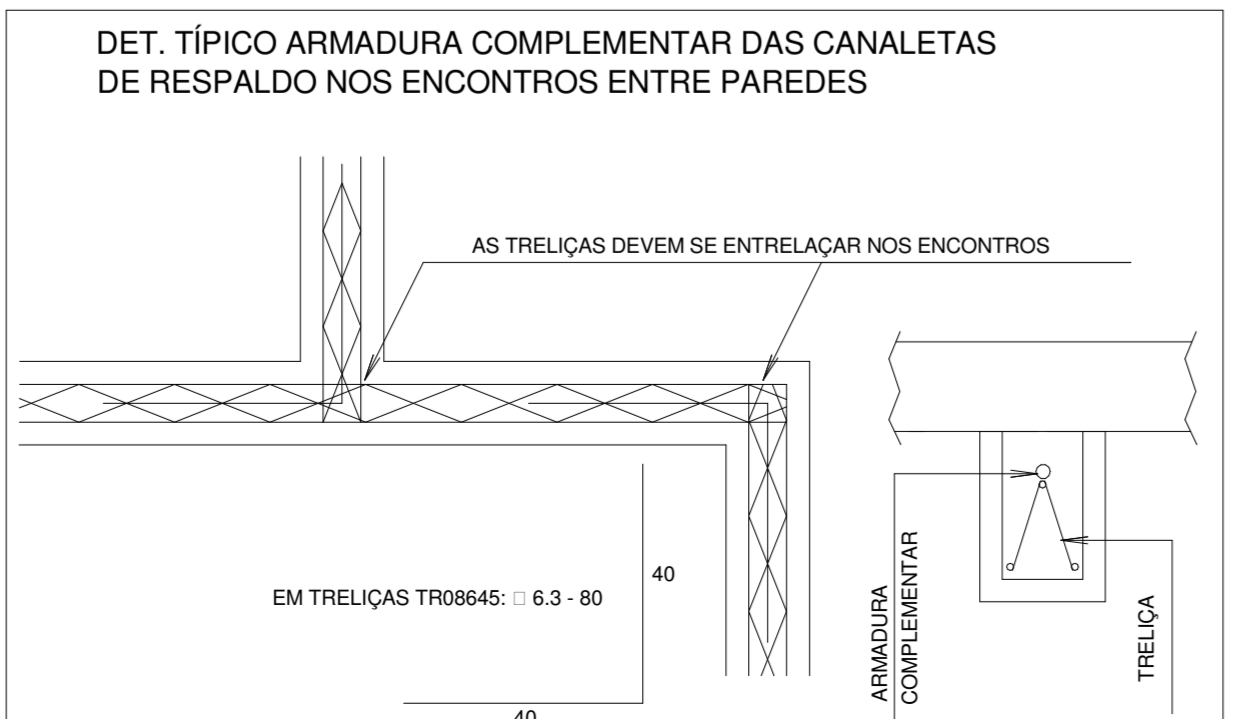 DET. TÍPICO ARMADURA COMPLEMENTAR DAS CANALETAS
DE RESPALDO NOS ENCONTROS ENTRE PAREDES
AS TRELIÇAS DEVEM SE ENTRELAÇAR NOS ENCONTROS
EM TRELIÇAS TR08645: □ 6.3 - 80
40
40
ARMADURA
COMPLEMENTAR
TRELIÇA